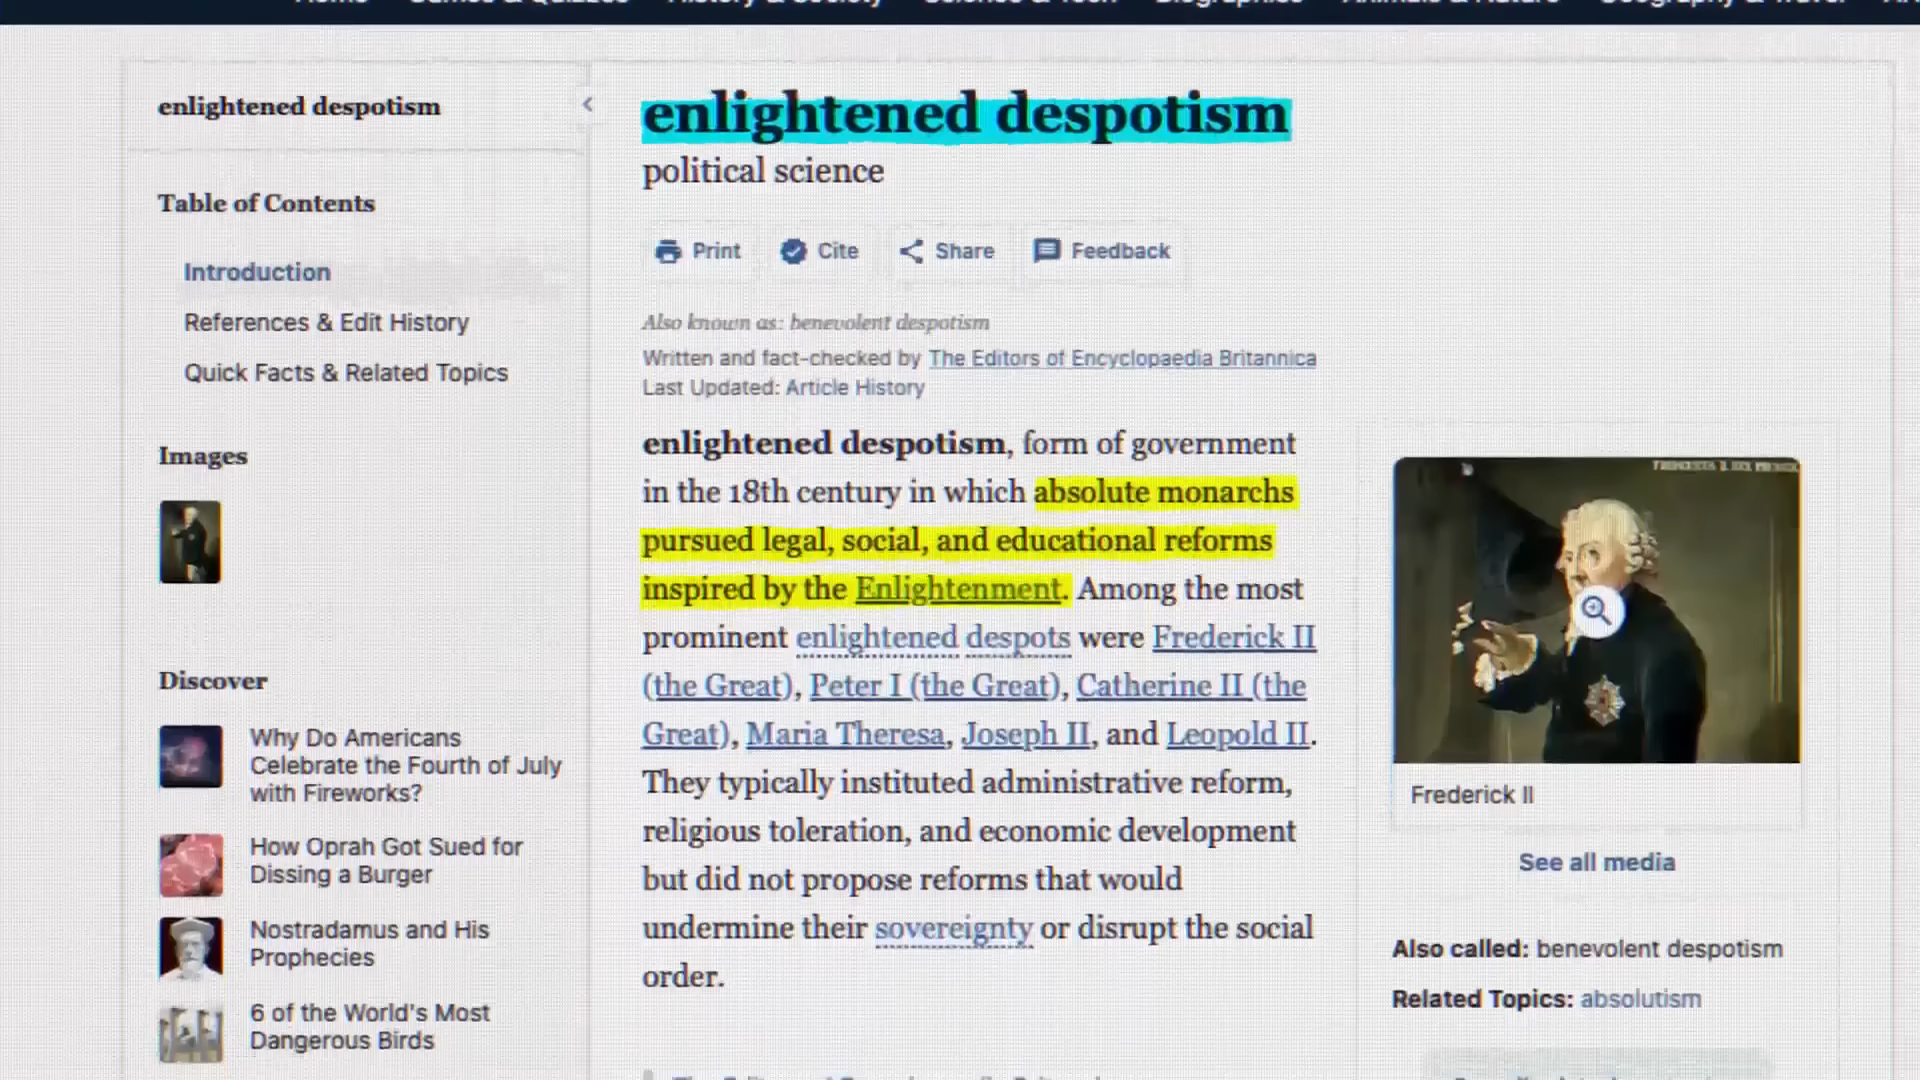 enlightened despotism
Table of Contents
Introduction
References & Edit History
Quick Facts & Related Topics
Images
Discover
Why Do Americans
Celebrate the Fourth of July
with Fireworks?
How Oprah Got Sued for
Dissing a Burger
Nostradamus and His
Prophecies
6 of the World's Most
Dangerous Birds
enlightened despotism
political science
Print Cite Share Feedback
Also known as: benevolent despotism
Written and fact-checked by The Editors of Encyclopaedia Britannica
Last Updated: Article History
enlightened despotism, form of government
in the 18th century in which absolute monarchs
pursued legal, social, and educational reforms
inspired by the Enlightenment. Among the most
prominent enlightened despots were Frederick II
(the Great), Peter I (the Great), Catherine II (the
Great), Maria Theresa, Joseph II, and Leopold II.
They typically instituted administrative reform,
religious toleration, and economic development
but did not propose reforms that would
undermine their sovereignty or disrupt the social
order.
Frederick II
See all media
Also called: benevolent despotism
Related Topics: absolutism